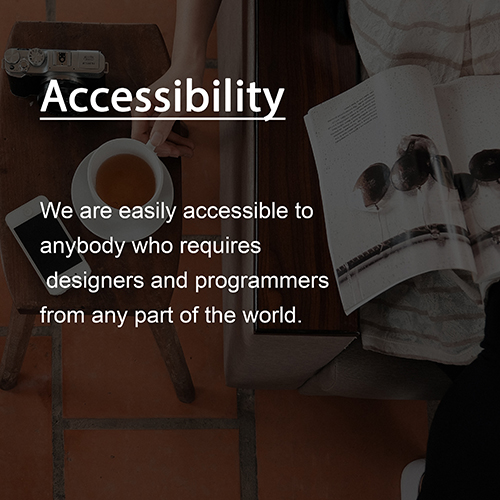 Accessibility
We are easily accessible to
anybody who requires
designers and programmers
from any part of the world.